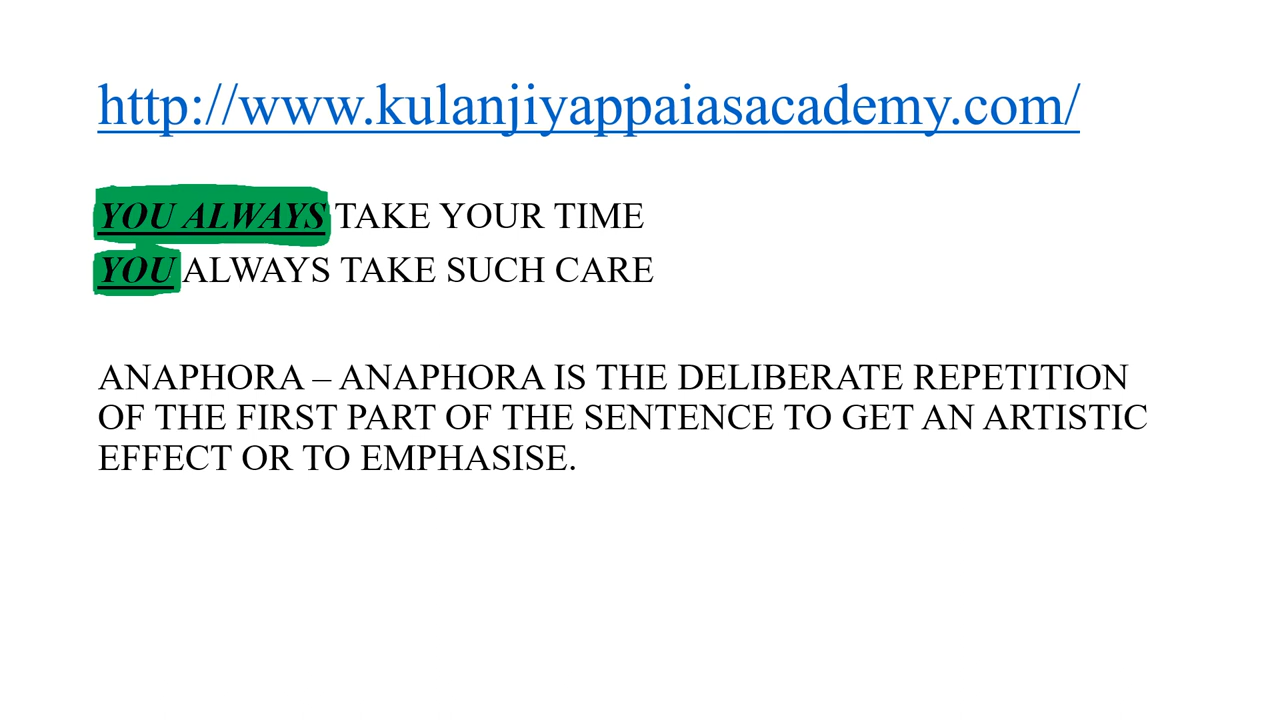 http://www.kulanjiyappaiasacademy.com/
YOU ALWAYS TAKE YOUR TIME
YOU ALWAYS TAKE SUCH CARE
ANAPHORA – ANAPHORA IS THE DELIBERATE REPETITION
OF THE FIRST PART OF THE SENTENCE TO GET AN ARTISTIC
EFFECT OR TO EMPHASISE.